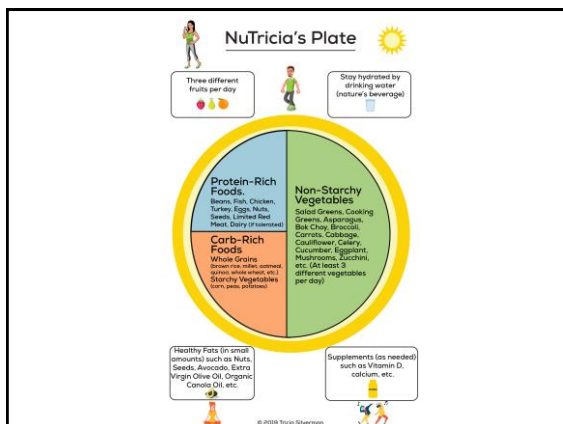 NuTricia's Plate
Three different
fruits per day
Stay hydrated by
drinking water
(nature's beverage)
Protein-Rich
Foods.
Beans, Fish, Chicken,
Turkey, Eggs, Nuts,
Seeds, Limited Red
Meat, Dairy (if tolerated)
Carb-Rich
Foods
Whole Grains
(brown rice, millet, oatmeal,
quinoa, whole wheat, etc.)
Starchy Vegetables
(corn, peas, potatoes)
Non-Starchy
Vegetables
Salad Greens, Cooking
Greens, Asparagus,
Bok Choy, Broccoli,
Carrots, Cabbage,
Cauliflower, Celery,
Cucumber, Eggplant,
Mushrooms, Zucchini,
etc. (At least 3
different vegetables
per day)
Healthy Fats (in small
amounts) such as Nuts,
Seeds, Avocado, Extra
Virgin Olive Oil, Organic
Canola Oil, etc.
Supplements (as needed)
such as Vitamin D,
calcium, etc.
© 2019 Tricia Silverman